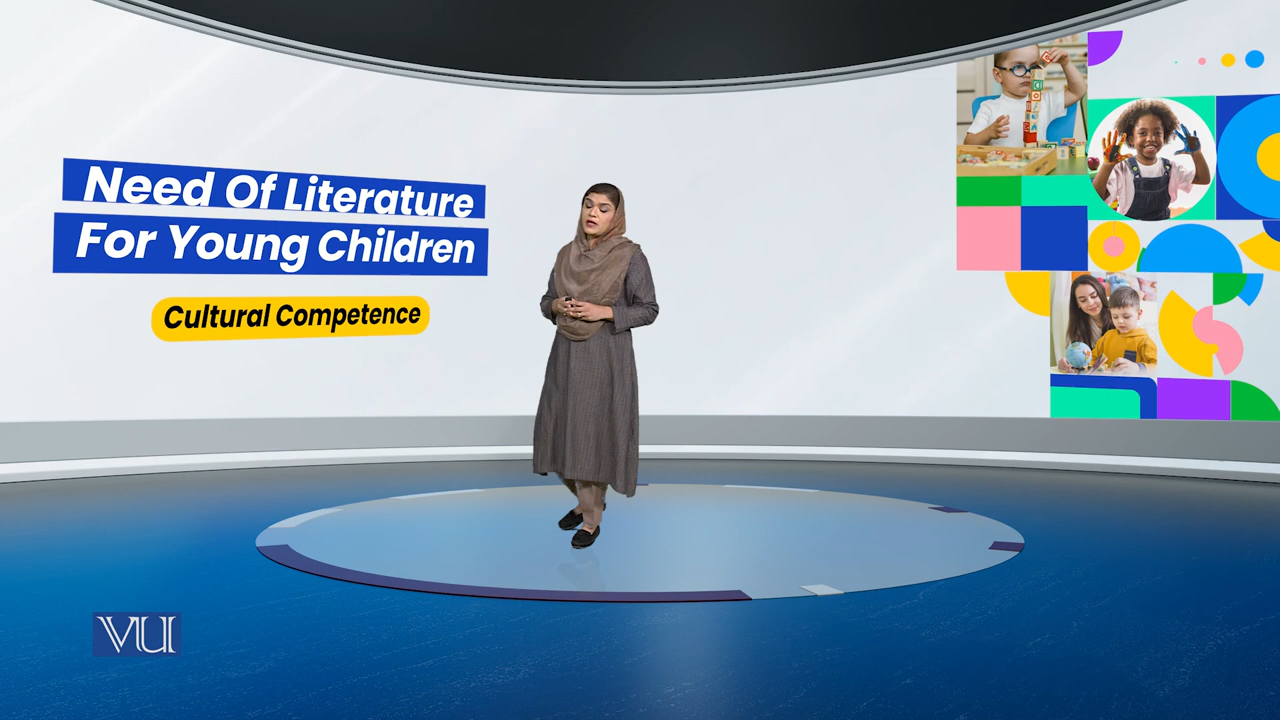 Need Of Literature
For Young Children
Cultural Competence
VU